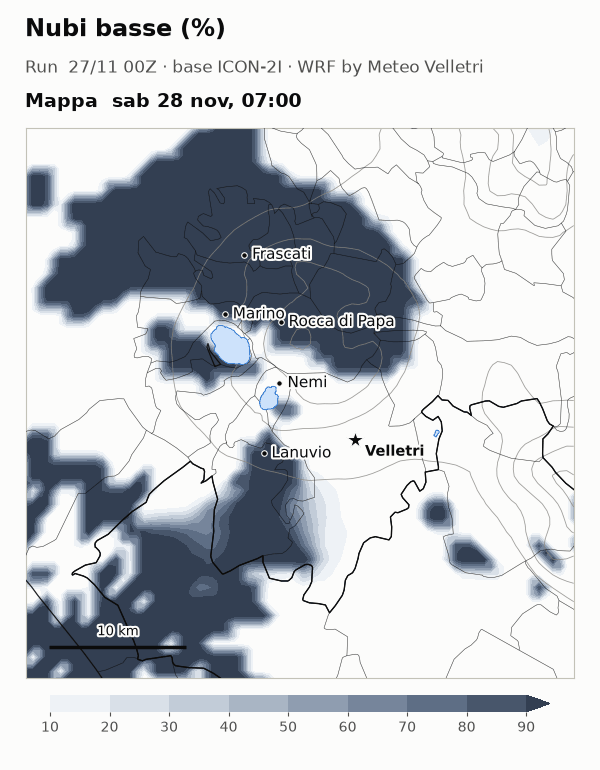 Nubi basse (%)
Run  27/11 00Z · base ICON-2I · WRF by Meteo Velletri
Mappa  sab 28 nov, 07:00
Frascati
Marino
Rocca di Papa
Nemi
Velletri
Lanuvio
10 km
10 20 30 40 50 60 70 80 90